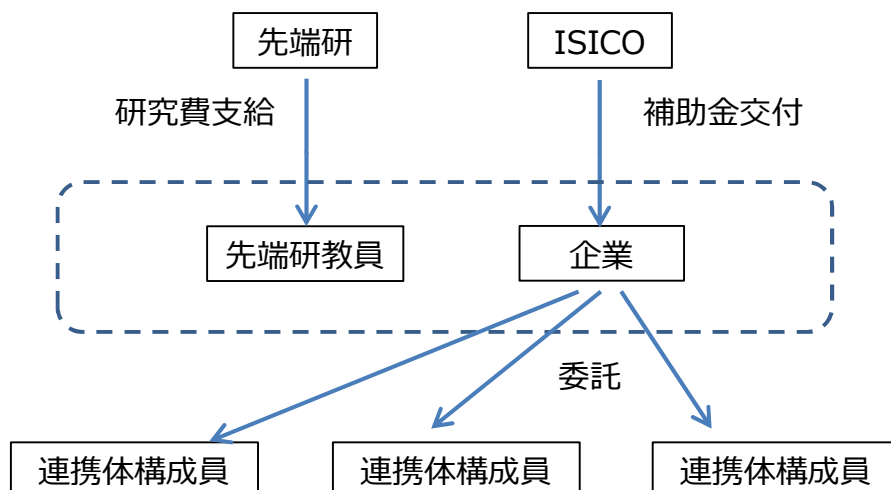 先端研
ISICO
研究費支給
補助金交付
先端研教員
企業
委託
連携体構成員
連携体構成員
連携体構成員